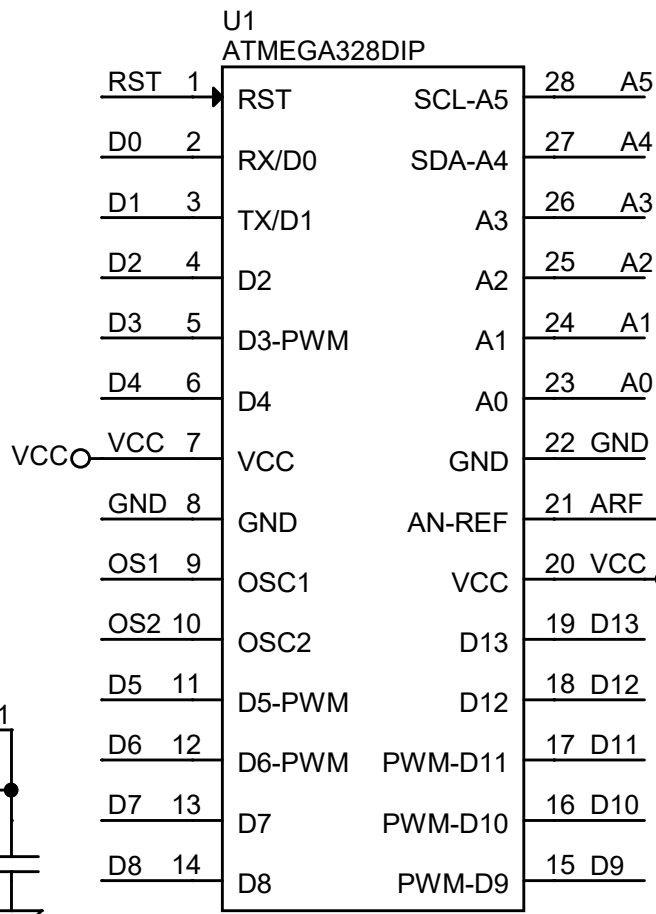 U1
ATMEGA328DIP
RST 1 RST SCL-A5 28 A5
D0 2 RX/D0 SDA-A4 27 A4
D1 3 TX/D1 A3 26 A3
D2 4 D2 A2 25 A2
D3 5 D3-PWM A1 24 A1
D4 6 D4 A0 23 A0
VCC VCC 7 VCC GND 22 GND
GND 8 GND AN-REF 21 ARF
OS1 9 OSC1 VCC 20 VCC
OS2 10 OSC2 D13 19 D13
D5 11 D5-PWM D12 18 D12
D6 12 D6-PWM PWM-D11 17 D11
D7 13 D7 PWM-D10 16 D10
D8 14 D8 PWM-D9 15 D9